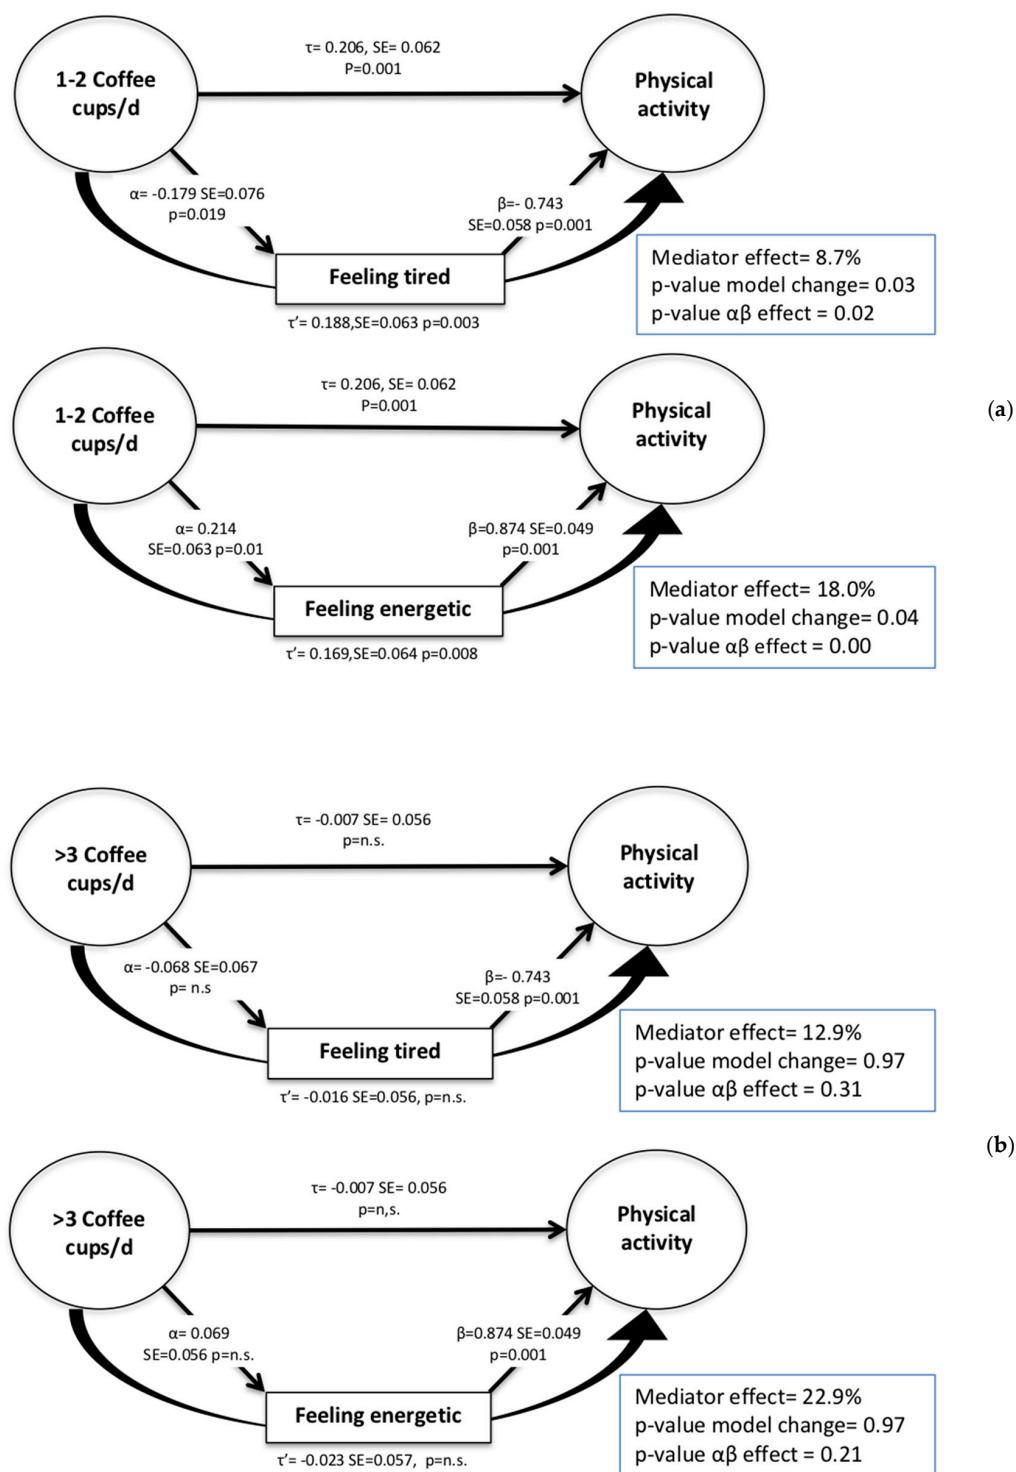 τ= 0.206, SE= 0.062
P=0.001
1-2 Coffee
cups/d
Physical
activity
α= -0.179 SE=0.076
p=0.019
β=- 0.743
SE=0.058 p=0.001
Feeling tired
τ’= 0.188,SE=0.063 p=0.003
Mediator effect= 8.7%
p-value model change= 0.03
p-value αβ effect = 0.02
τ= 0.206, SE= 0.062
P=0.001
1-2 Coffee
cups/d
Physical
activity
(a)
α= 0.214
SE=0.063 p=0.01
β=0.874 SE=0.049
p=0.001
Feeling energetic
τ’= 0.169,SE=0.064 p=0.008
Mediator effect= 18.0%
p-value model change= 0.04
p-value αβ effect = 0.00
τ= -0.007 SE= 0.056
p=n.s.
>3 Coffee
cups/d
Physical
activity
α= -0.068 SE=0.067
p= n.s
β=- 0.743
SE=0.058 p=0.001
Feeling tired
τ’= -0.016 SE=0.056, p=n.s.
Mediator effect= 12.9%
p-value model change= 0.97
p-value αβ effect = 0.31
(b)
τ= -0.007 SE= 0.056
p=n,s.
>3 Coffee
cups/d
Physical
activity
α= 0.069
SE=0.056 p=n.s.
β=0.874 SE=0.049
p=0.001
Feeling energetic
τ’= -0.023 SE=0.057, p=n.s.
Mediator effect= 22.9%
p-value model change= 0.97
p-value αβ effect = 0.21